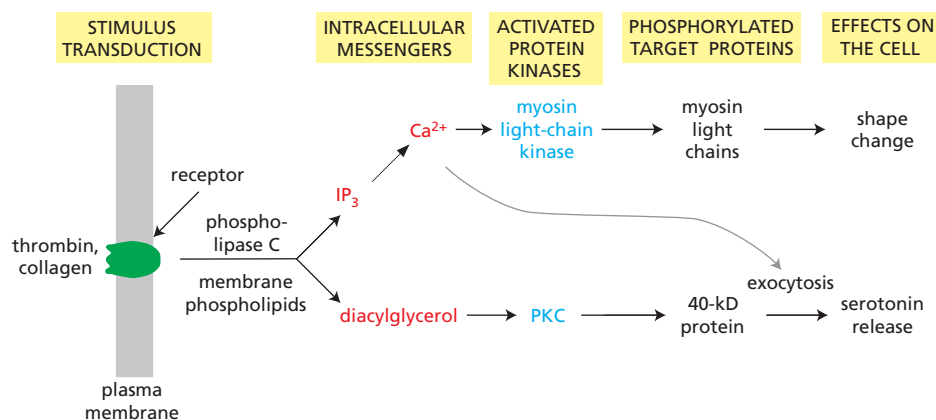 STIMULUS
TRANSDUCTION
INTRACELLULAR
MESSENGERS
ACTIVATED
PROTEIN
KINASES
PHOSPHORYLATED
TARGET PROTEINS
EFFECTS ON
THE CELL
receptor
thrombin,
collagen
plasma
membrane
phospho-
lipase C
membrane
phospholipids
IP₃
Ca²⁺
myosin
light-chain
kinase
myosin
light
chains
shape
change
diacylglycerol
PKC
40-kD
protein
exocytosis
serotonin
release